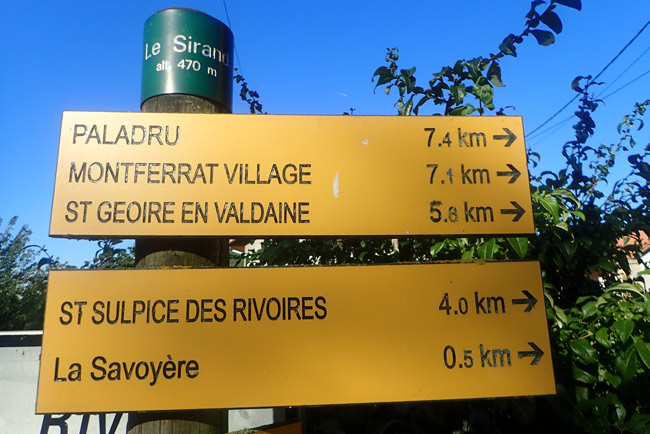 Le Sirand
alt. 470 m
PALADRU 7.4 km →
MONTFERRAT VILLAGE 7.1 km →
ST GEOIRE EN VALDAINE 5.8 km →
ST SULPICE DES RIVOIRES 4.0 km →
La Savoyère 0.5 km →